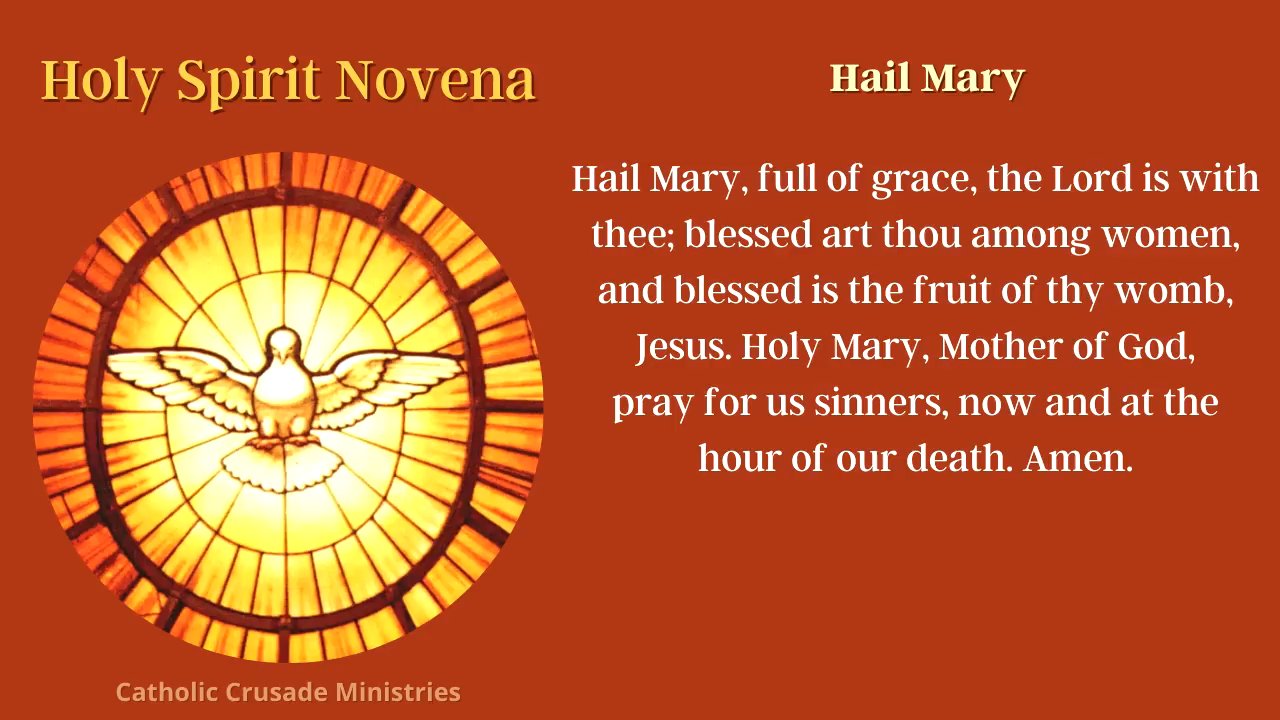 Holy Spirit Novena
Hail Mary
Hail Mary, full of grace, the Lord is with
thee; blessed art thou among women,
and blessed is the fruit of thy womb,
Jesus. Holy Mary, Mother of God,
pray for us sinners, now and at the
hour of our death. Amen.
Catholic Crusade Ministries